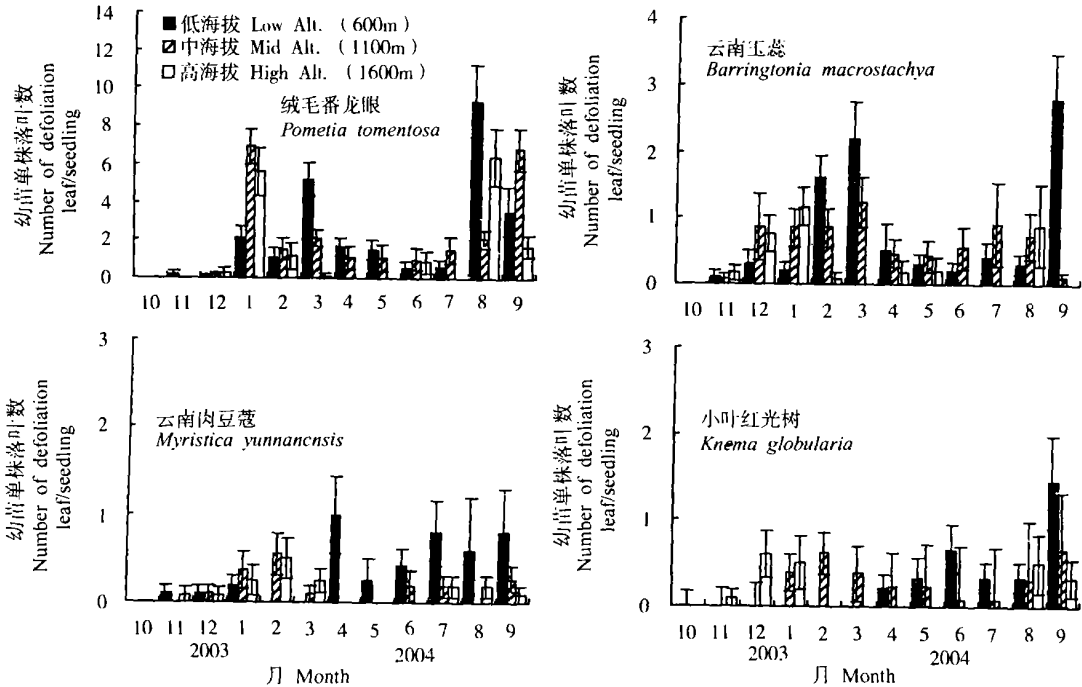 14
12
10
8
6
4
2
0
幼苗单株落叶数
Number of defoliation
leaf/seedling
低海拔 Low Alt. (600m)
中海拔 Mid Alt. (1100m)
高海拔 High Alt. (1600m)
绒毛番龙眼
Pometia tomentosa
10 11 12 1 2 3 4 5 6 7 8 9
4
3
2
1
0
幼苗单株落叶数
Number of defoliation
leaf/seedling
云南玉蕊
Barringtonia macrostachya
10 11 12 1 2 3 4 5 6 7 8 9
3
2
1
0
幼苗单株落叶数
Number of defoliation
leaf/seedling
云南肉豆蔻
Myristica yunnancnsis
10 11 12 1 2 3 4 5 6 7 8 9
2003 2004
月 Month
3
2
1
0
幼苗单株落叶数
Number of defoliation
leaf/seedling
小叶红光树
Knema globularia
10 11 12 1 2 3 4 5 6 7 8 9
2003 2004
月 Month